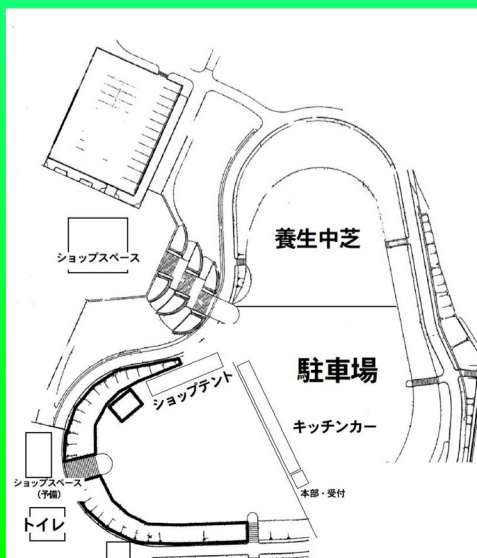 養生中芝
ショップスペース
駐車場
ショップテント
キッチンカー
ショップスペース
(予備)
本部・受付
トイレ